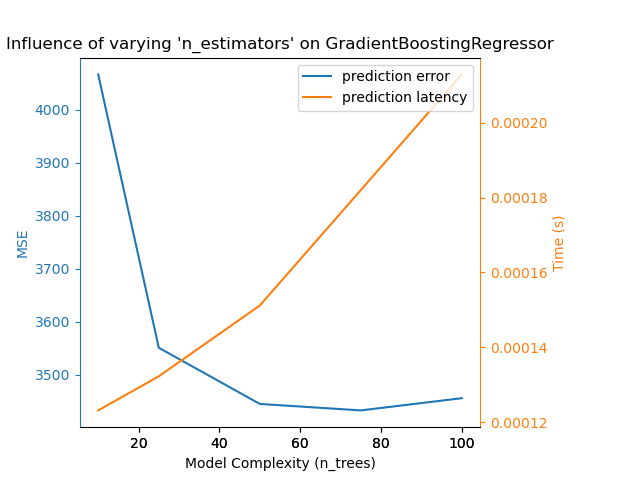 Influence of varying 'n_estimators' on GradientBoostingRegressor
prediction error
prediction latency
4000
3900
3800
3700
3600
3500
MSE
0.00020
0.00018
0.00016
0.00014
0.00012
Time (s)
20 40 60 80 100
Model Complexity (n_trees)